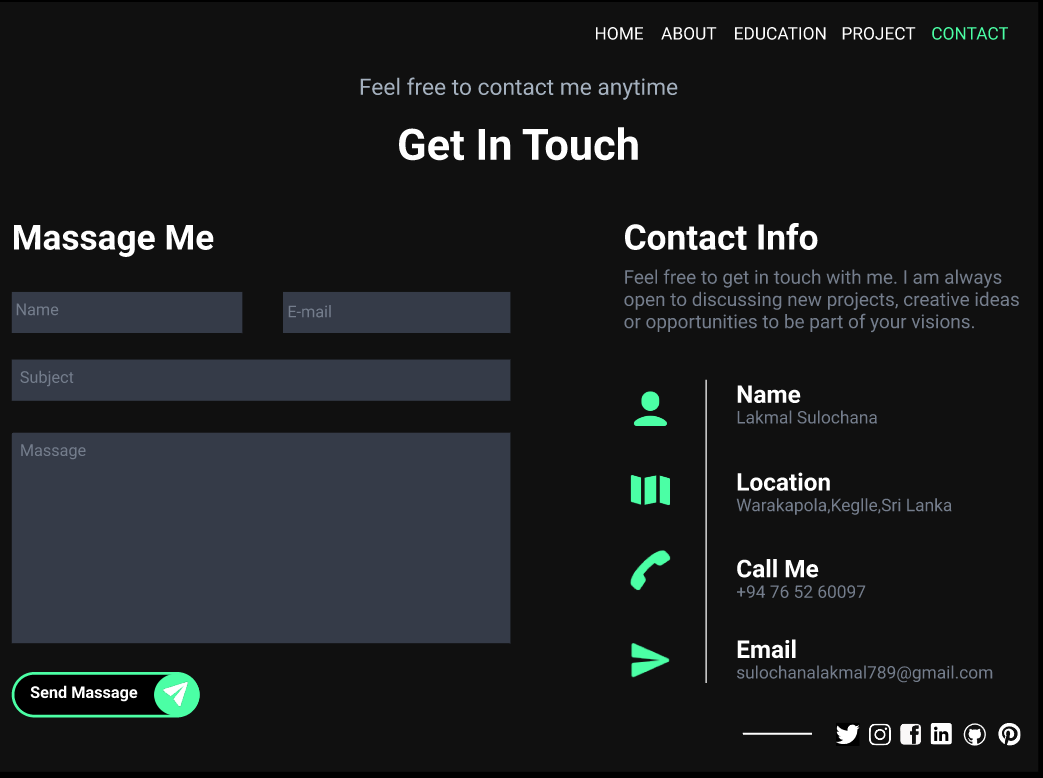 HOME ABOUT EDUCATION PROJECT CONTACT
Feel free to contact me anytime
Get In Touch
Massage Me
Name E-mail
Subject
Massage
Send Massage
Contact Info
Feel free to get in touch with me. I am always
open to discussing new projects, creative ideas
or opportunities to be part of your visions.
Name
Lakmal Sulochana
Location
Warakapola,Keglle,Sri Lanka
Call Me
+94 76 52 60097
Email
sulochanalakmal789@gmail.com